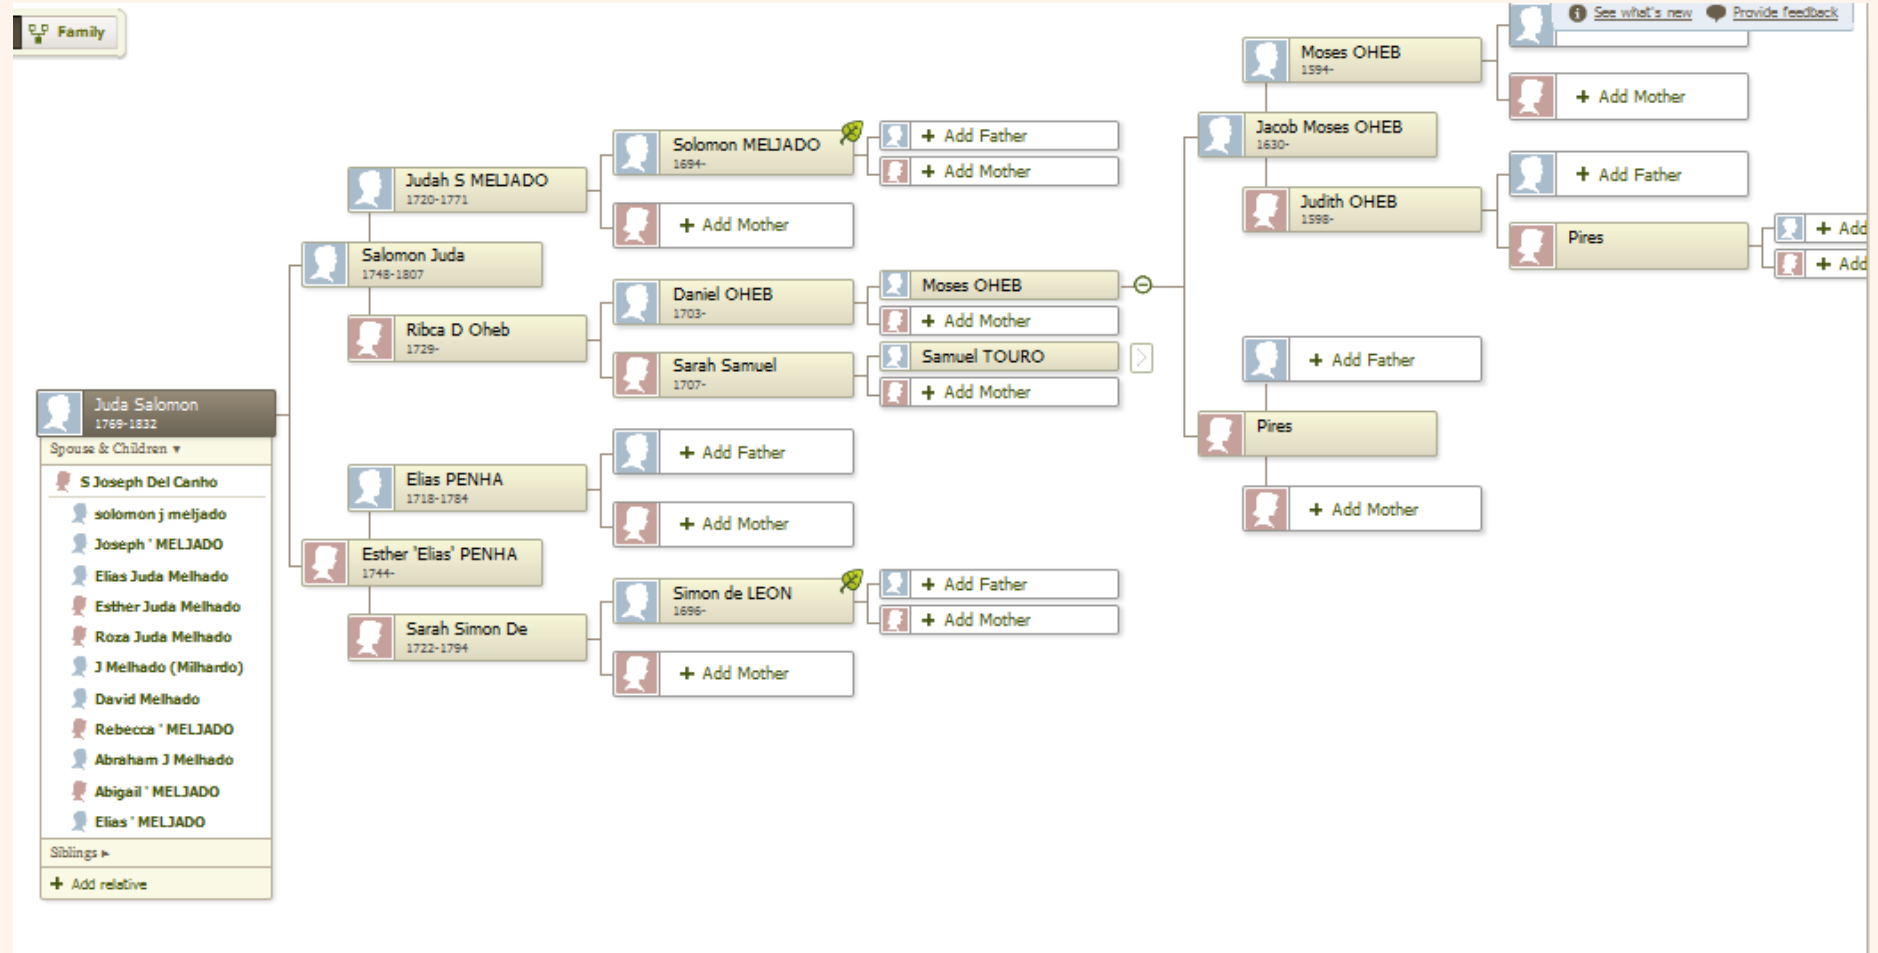 Family
See what's new Provide feedback
Moses OHEB
1594-
+ Add Mother
Jacob Moses OHEB
1630-
+ Add Father
Judith OHEB
1598-
Pires
+ Add
+ Add
Solomon MELJADO
1694-
+ Add Father
+ Add Mother
Judah S MELJADO
1720-1771
+ Add Mother
Salomon Juda
1748-1807
Daniel OHEB
1703-
Moses OHEB
+ Add Mother
Ribca D Oheb
1729-
Sarah Samuel
1707-
Samuel TOURO
+ Add Mother
+ Add Father
Pires
+ Add Mother
Juda Salomon
1769-1832
Spouse & Children
S Joseph Del Canho
solomon j meljado
Joseph ' MELJADO
Elias Juda Melhado
Esther Juda Melhado
Roza Juda Melhado
J Melhado (Milhardo)
David Melhado
Rebecca ' MELJADO
Abraham J Melhado
Abigail ' MELJADO
Elias ' MELJADO
Siblings
+ Add relative
+ Add Father
Elias PENHA
1718-1784
+ Add Mother
Esther 'Elias' PENHA
1744-
Simon de LEON
1696-
+ Add Father
+ Add Mother
Sarah Simon De
1722-1794
+ Add Mother